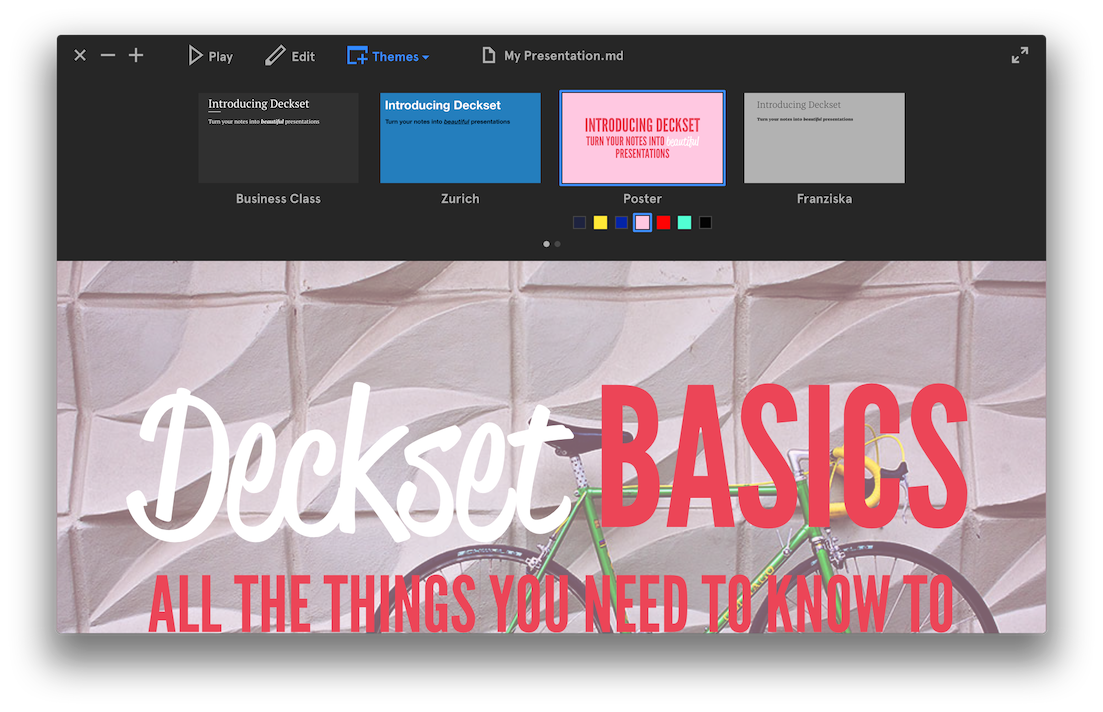 Play Edit Themes My Presentation.md
Introducing Deckset
Turn your notes into beautiful presentations
Business Class
Introducing Deckset
Turn your notes into beautiful presentations
Zurich
INTRODUCING DECKSET
TURN YOUR NOTES INTO beautiful
PRESENTATIONS
Poster
Introducing Deckset
Turn your notes into beautiful presentations
Franziska
Deckset BASICS
ALL THE THINGS YOU NEED TO KNOW TO